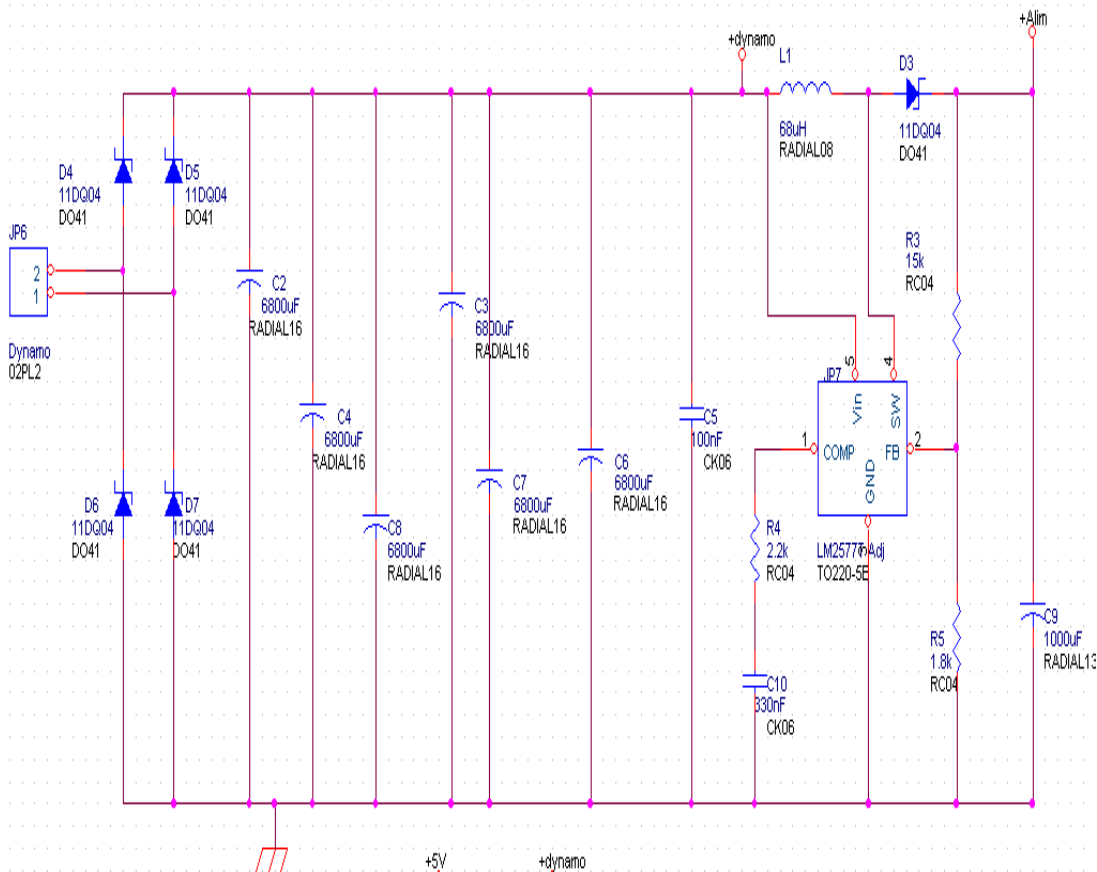 +Alim
+dynamo
L1
D3
68uH
RADIAL08
11DQ04
DO41
D4
11DQ04
DO41
D5
11DQ04
DO41
JP6
2
1
Dynamo
02PL2
C2
6800uF
RADIAL16
C3
6800uF
RADIAL16
R3
15k
RC04
C4
6800uF
RADIAL16
C5
100nF
CK06
JP7
5
4
Vin
SW
1
COMP
FB
2
GND
3
LM2577T-Adj
TO220-5E
C6
6800uF
RADIAL16
C7
6800uF
RADIAL16
C8
6800uF
RADIAL16
D6
11DQ04
DO41
D7
11DQ04
DO41
R4
2.2k
RC04
C9
1000uF
RADIAL13
R5
1.8k
RC04
C10
330nF
CK06
+5V
+dynamo